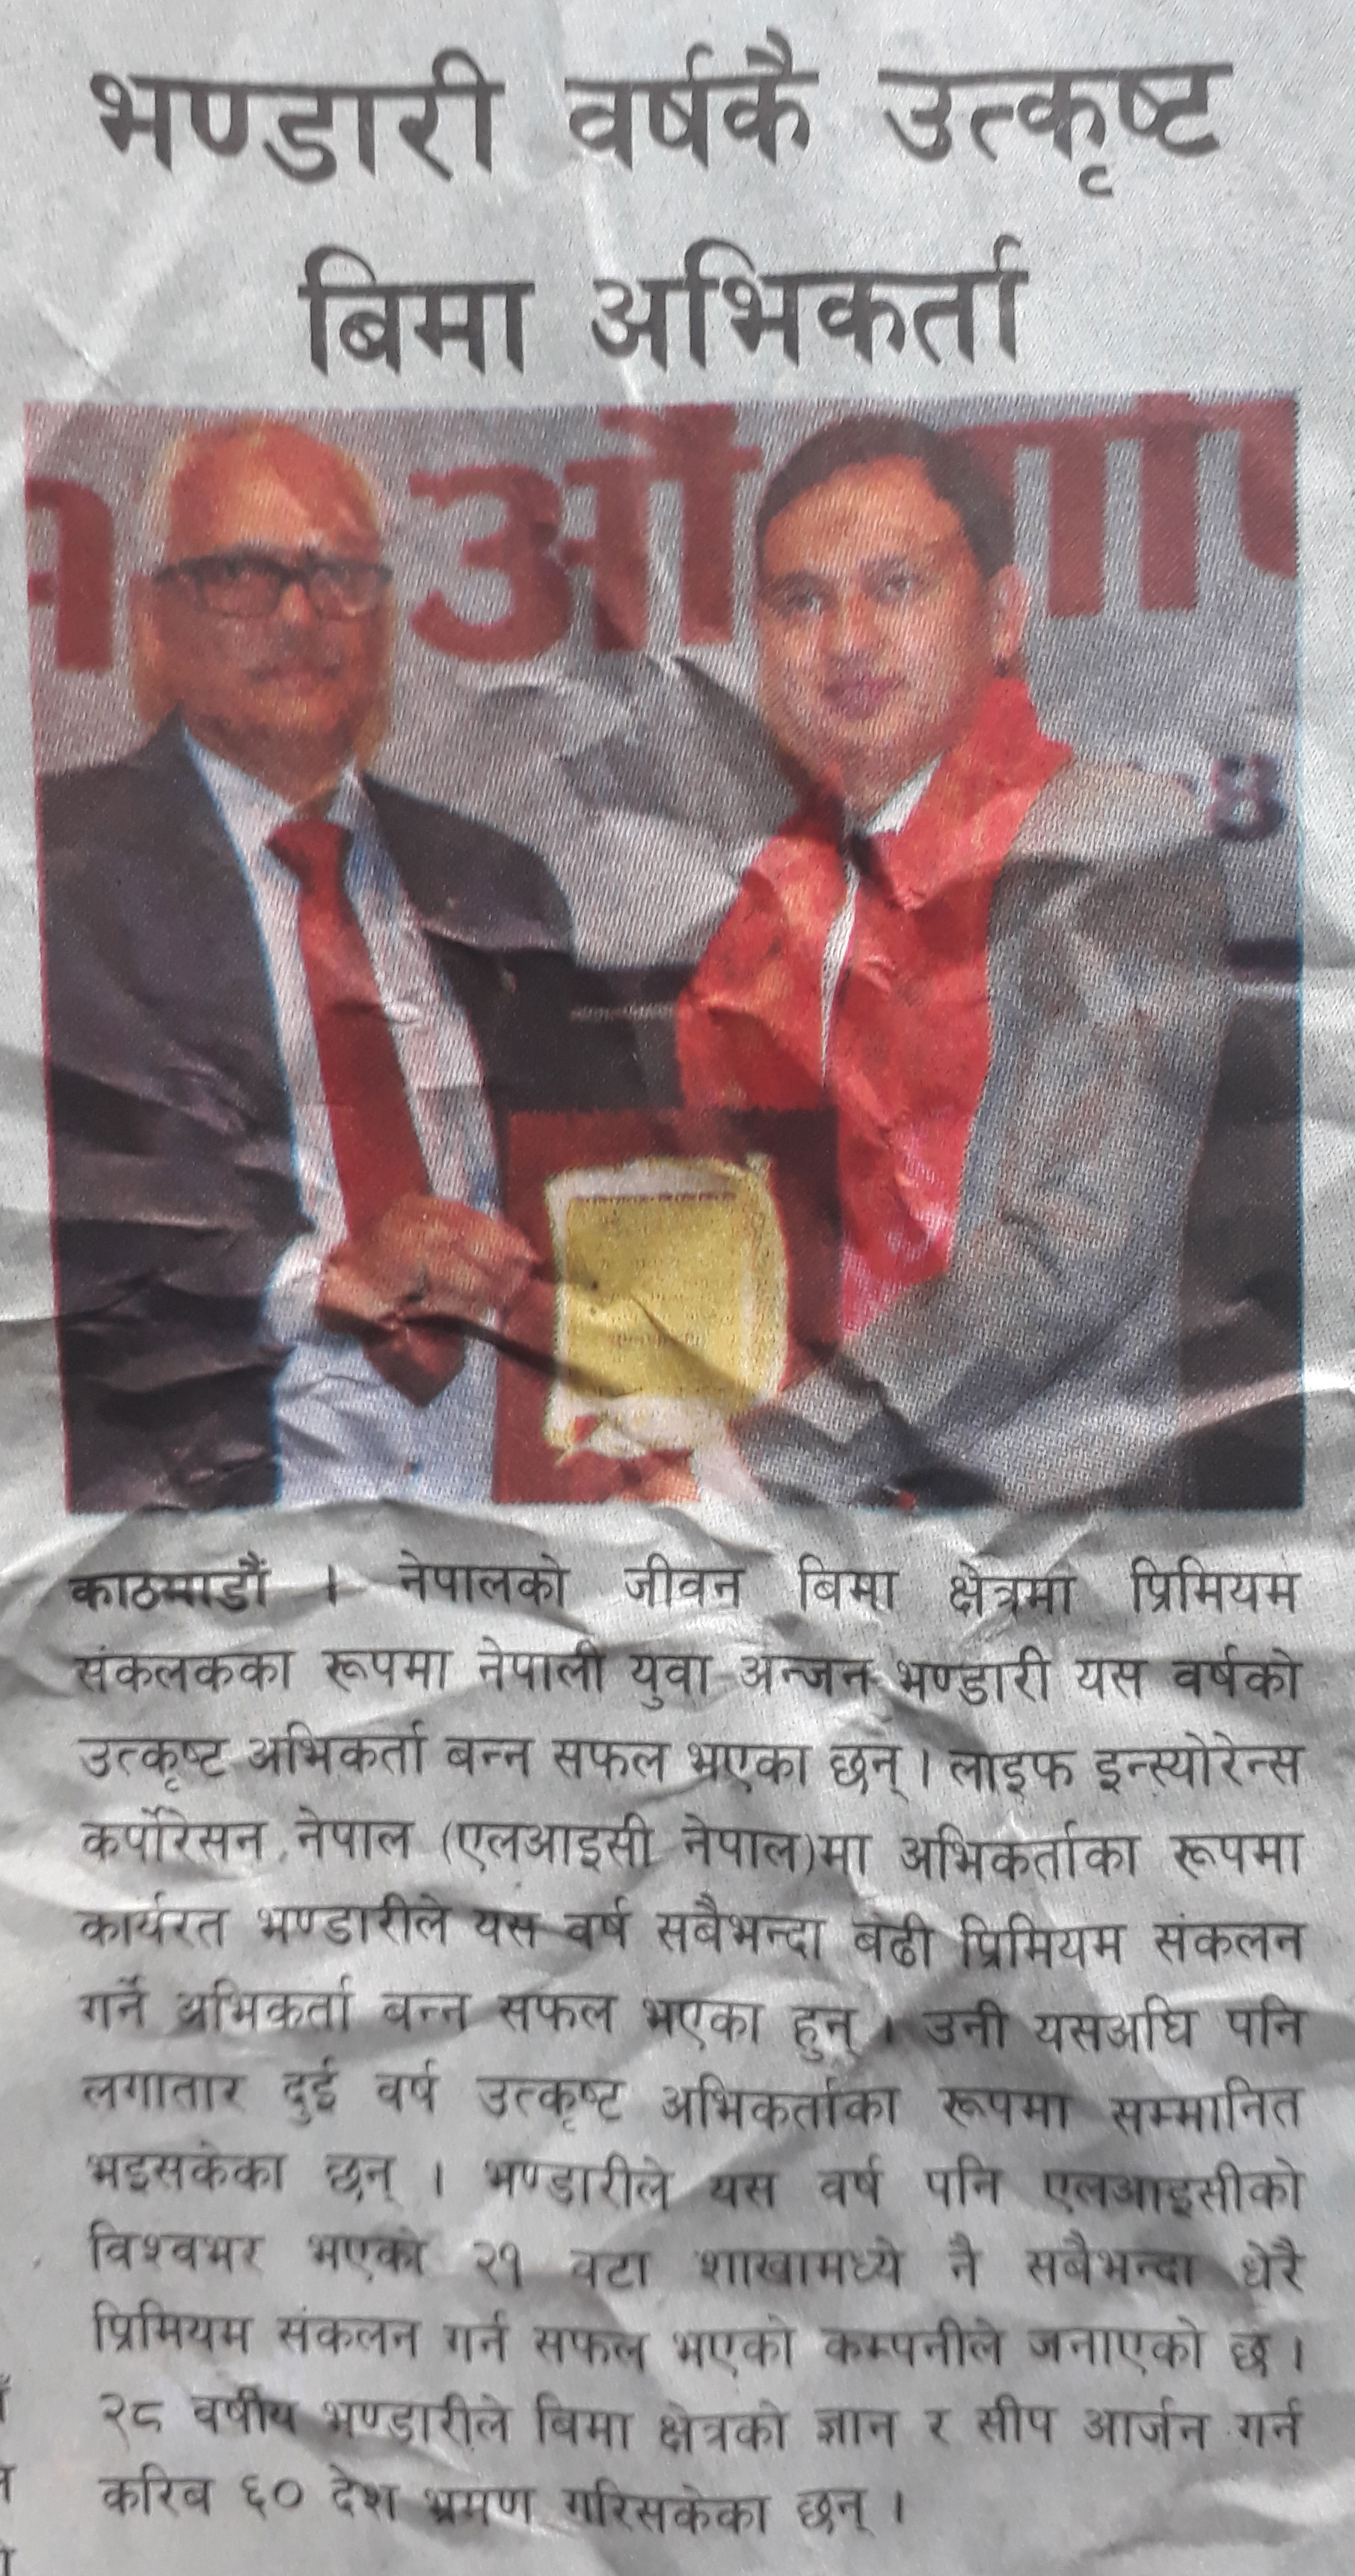 भण्डारी वर्षकै उत्कृष्ट
बिमा अभिकर्ता
औं
काठमाडौं । नेपालको जीवन बिमा क्षेत्रमा प्रिमियम
संकलकका रूपमा नेपाली युवा अन्जन भण्डारी यस वर्षको
उत्कृष्ट अभिकर्ता बन्न सफल भएका छन् । लाइफ इन्स्योरेन्स
कर्पोरेसन नेपाल (एलआइसी नेपाल)मा अभिकर्ताका रूपमा
कार्यरत भण्डारीले यस वर्ष सबैभन्दा बढी प्रिमियम संकलन
गर्ने अभिकर्ता बन्न सफल भएका हुन् । उनी यसअघि पनि
लगातार दुई वर्ष उत्कृष्ट अभिकर्ताका रूपमा सम्मानित
भइसकेका छन् । भण्डारीले यस वर्ष पनि एलआइसीको
विश्वभर भएको २१ वटा शाखामध्ये नै सबैभन्दा धेरै
प्रिमियम संकलन गर्न सफल भएको कम्पनीले जनाएको छ ।
२८ वर्षीय भण्डारीले बिमा क्षेत्रको ज्ञान र सीप आर्जन गर्न
करिब ६० देश भ्रमण गरिसकेका छन् ।